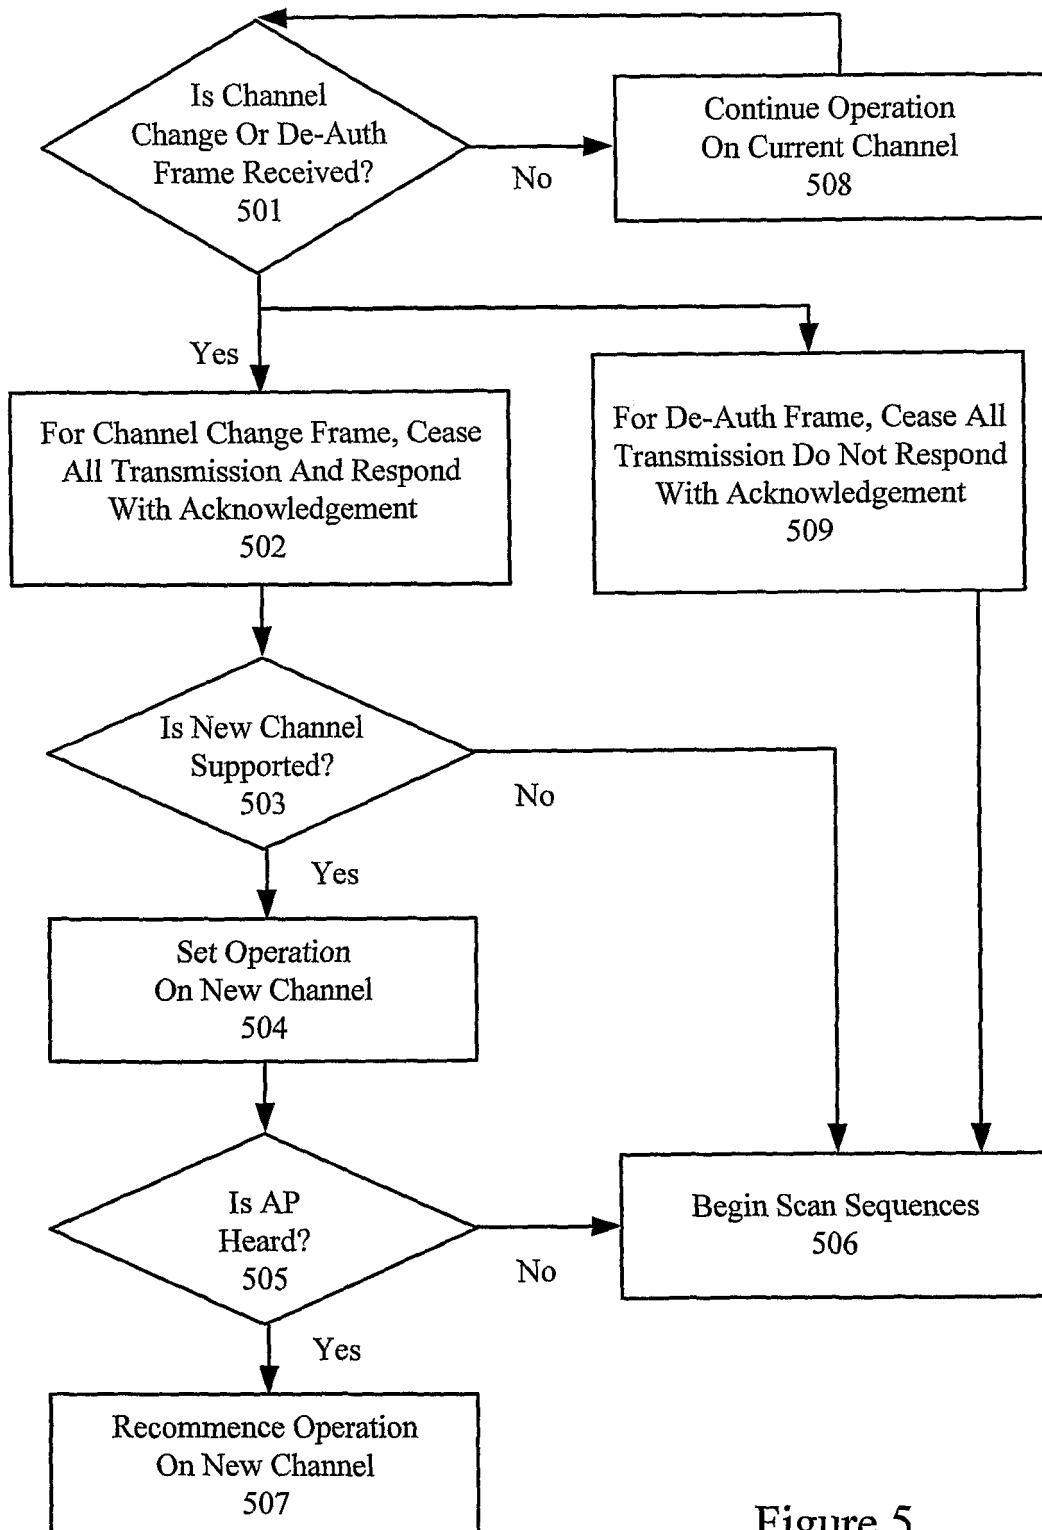 Is Channel
Change Or De-Auth
Frame Received?
501
No
Continue Operation
On Current Channel
508
Yes
For Channel Change Frame, Cease
All Transmission And Respond
With Acknowledgement
502
For De-Auth Frame, Cease All
Transmission Do Not Respond
With Acknowledgement
509
Is New Channel
Supported?
503
No
Yes
Set Operation
On New Channel
504
Is AP
Heard?
505
No
Begin Scan Sequences
506
Yes
Recommence Operation
On New Channel
507
Figure 5